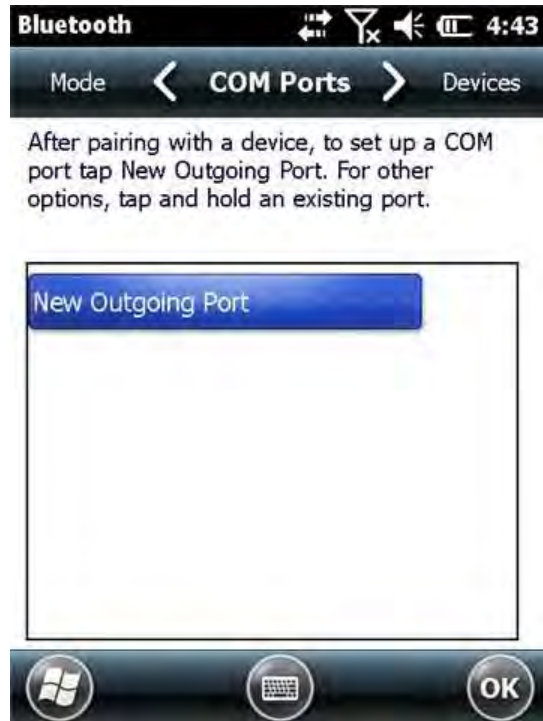 Bluetooth 4:43
Mode COM Ports Devices
After pairing with a device, to set up a COM
port tap New Outgoing Port. For other
options, tap and hold an existing port.
New Outgoing Port
OK